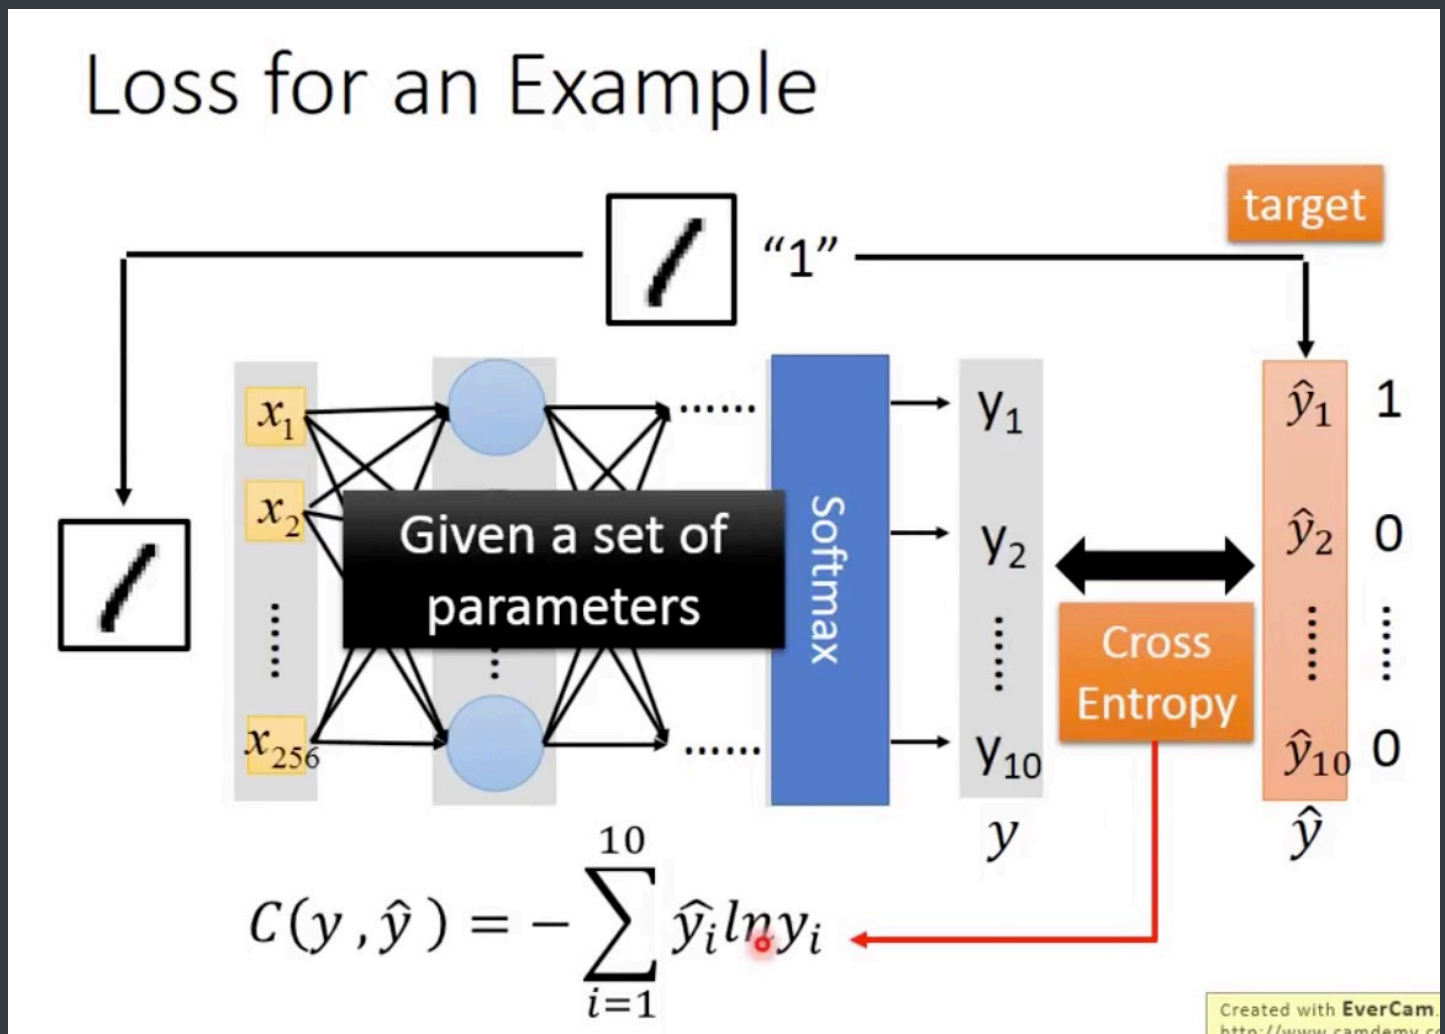 Loss for an Example
target
“1”
x₁
x₂
⋮
x₂₅₆
Given a set of
parameters
……
……
Softmax
y₁
y₂
⋮
y₁₀
y
Cross
Entropy
ŷ₁ 1
ŷ₂ 0
⋮ ⋮
ŷ₁₀ 0
ŷ
C(y, ŷ) = − ∑_{i=1}^{10} ŷᵢ ln yᵢ
Created with EverCam.